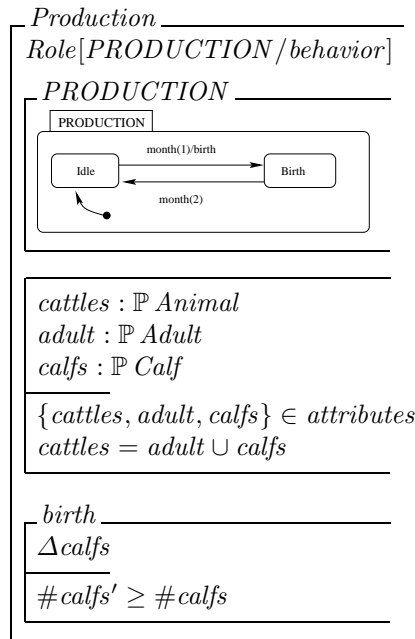 Production
Role[PRODUCTION/behavior]
PRODUCTION
PRODUCTION
month(1)/birth
Idle
Birth
month(2)
cattles : ℙ Animal
adult : ℙ Adult
calfs : ℙ Calf
{cattles, adult, calfs} ∈ attributes
cattles = adult ∪ calfs
birth
Δcalfs
#calfs′ ≥ #calfs